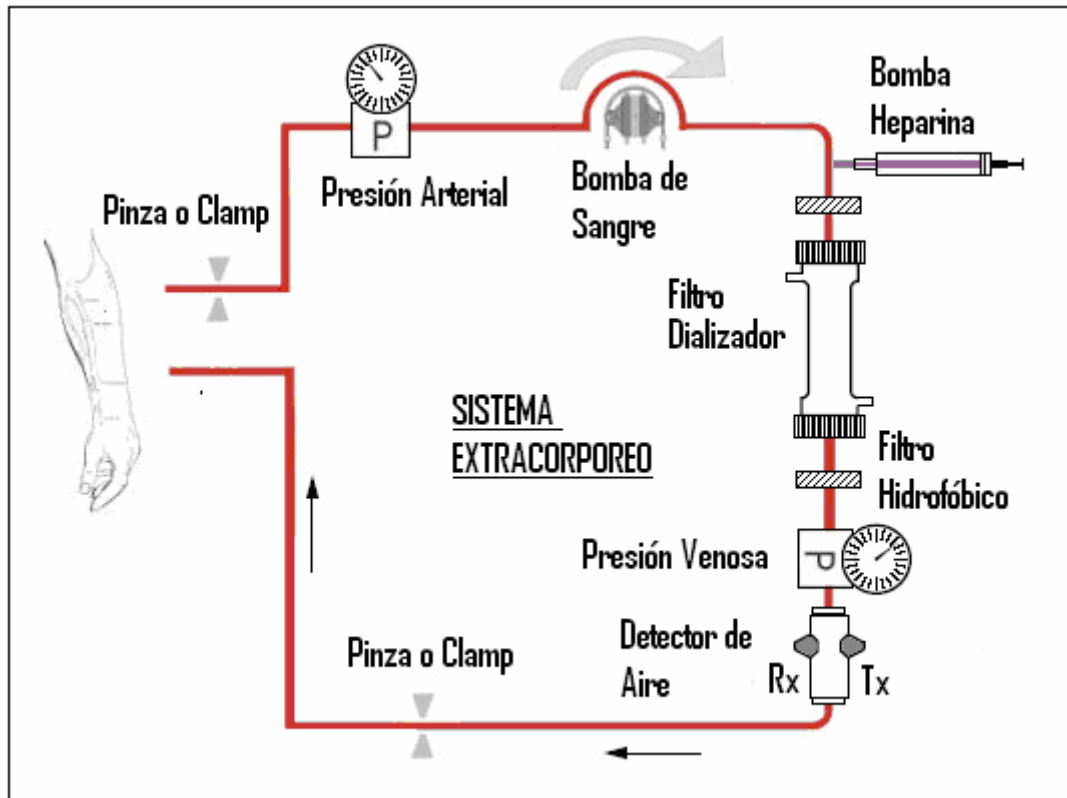 Bomba
Heparina
P
Presión Arterial
Bomba de
Sangre
Pinza o Clamp
Filtro
Dializador
SISTEMA
EXTRACORPOREO
Filtro
Hidrofóbico
Presión Venosa
P
Detector de
Aire
Rx
Tx
Pinza o Clamp